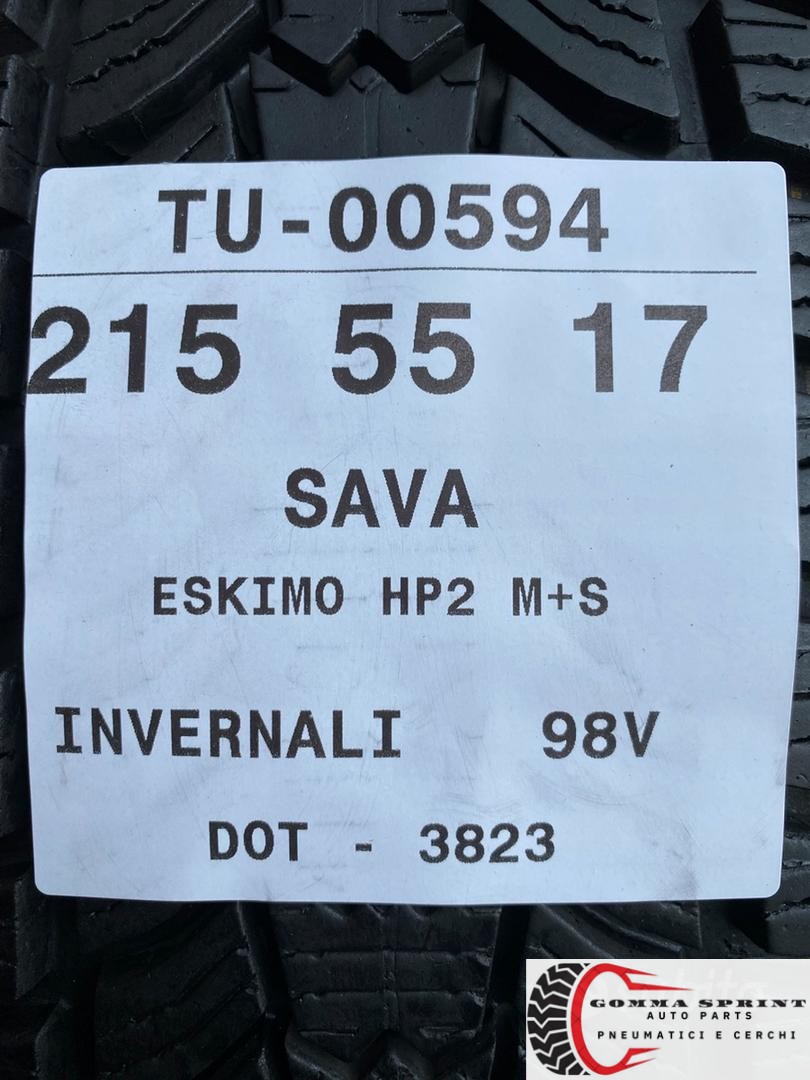 TU-00594
215 55 17
SAVA
ESKIMO HP2 M+S
INVERNALI 98V
DOT - 3823
GOMMA SPRINT
AUTO PARTS
PNEUMATICI E CERCHI